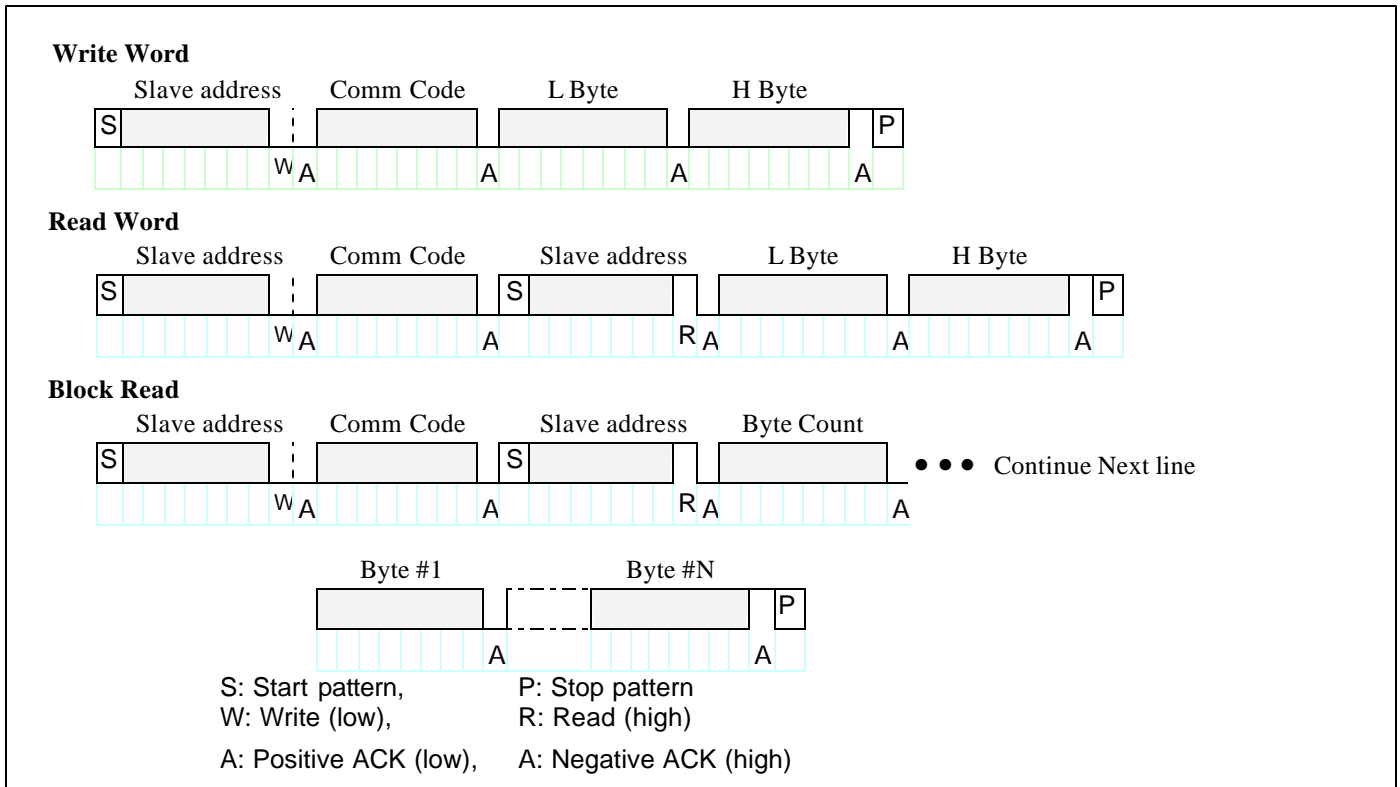 Write Word
Slave address Comm Code L Byte H Byte
S P
W A A A A
Read Word
Slave address Comm Code Slave address L Byte H Byte
S S P
W A A R A A A
Block Read
Slave address Comm Code Slave address Byte Count
S S ● ● ● Continue Next line
W A A R A A
Byte #1 Byte #N
P
A A
S: Start pattern, P: Stop pattern
W: Write (low), R: Read (high)
A: Positive ACK (low), A: Negative ACK (high)